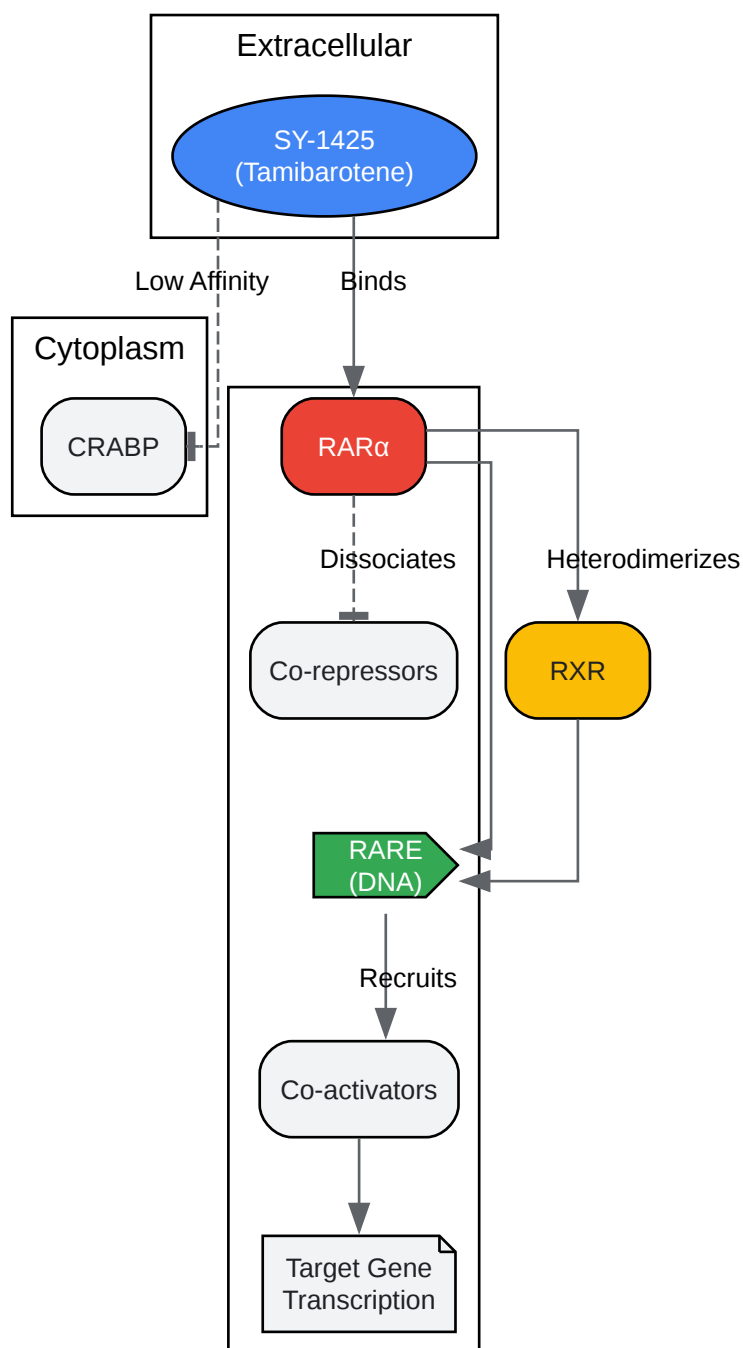 Extracellular
SY-1425
(Tamibarotene)
Low Affinity
Binds
Cytoplasm
CRABP
RARα
Dissociates
Heterodimerizes
Co-repressors
RXR
RARE
(DNA)
Recruits
Co-activators
Target Gene
Transcription